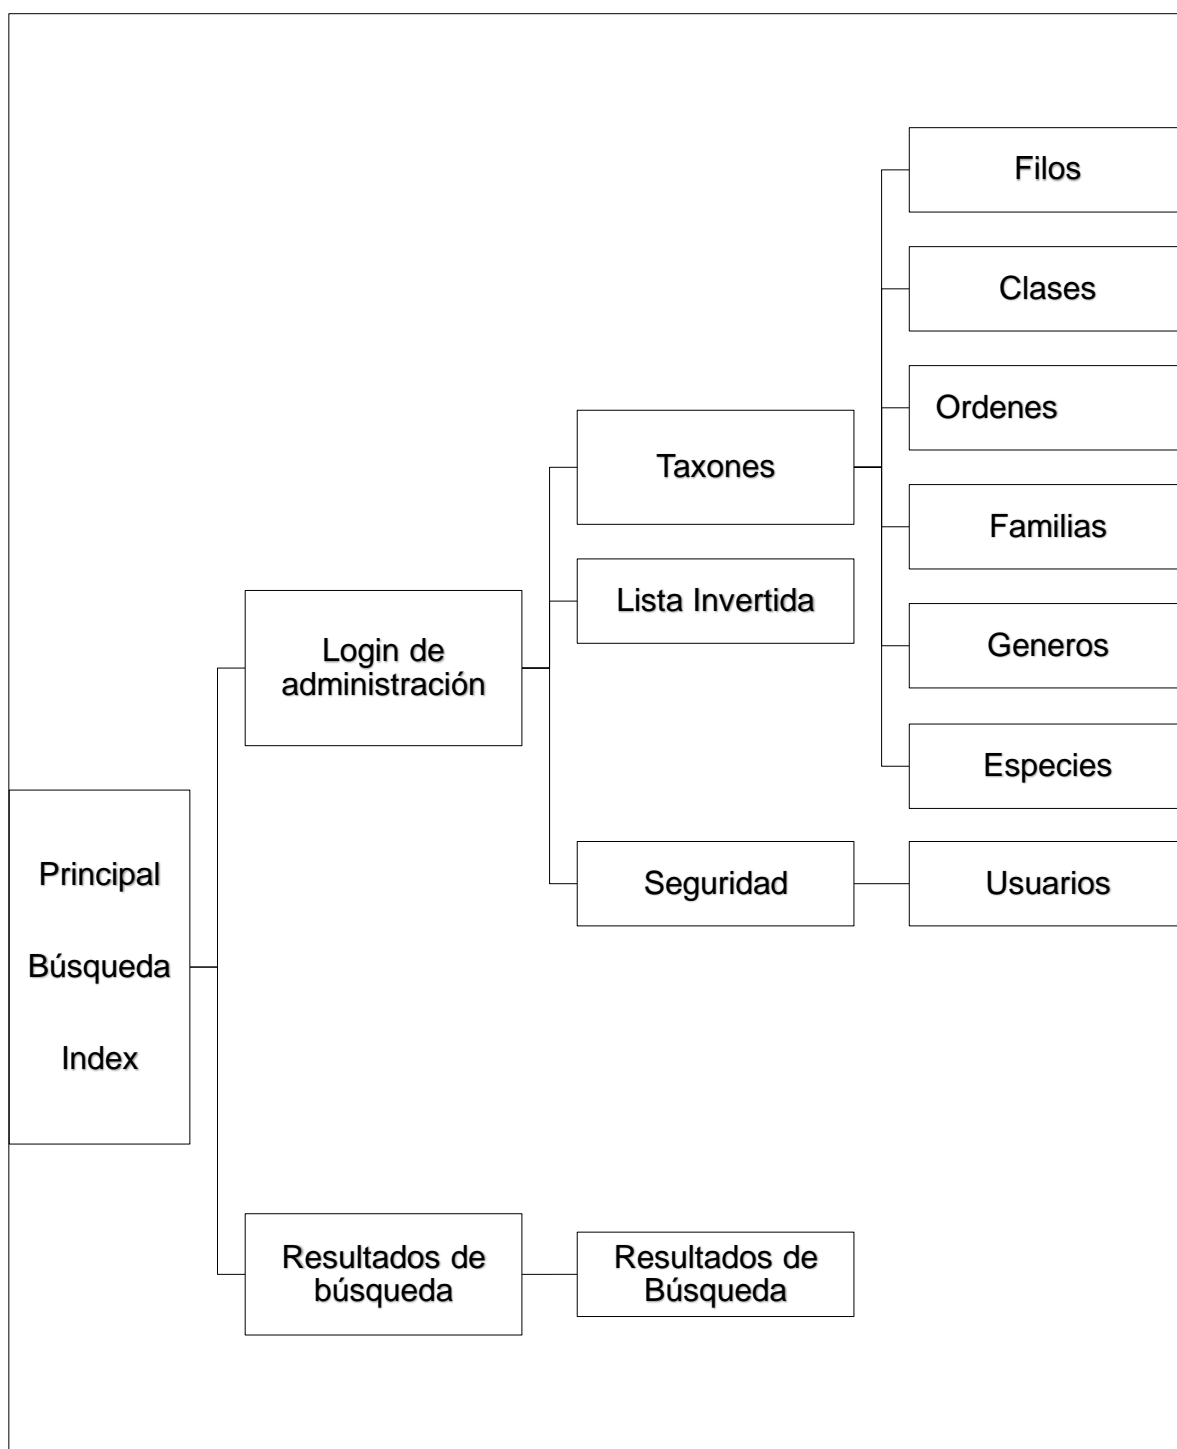 Filos
Clases
Ordenes
Taxones
Familias
Lista Invertida
Login de
administración
Generos
Especies
Principal
Búsqueda
Index
Seguridad
Usuarios
Resultados de
búsqueda
Resultados de
Búsqueda